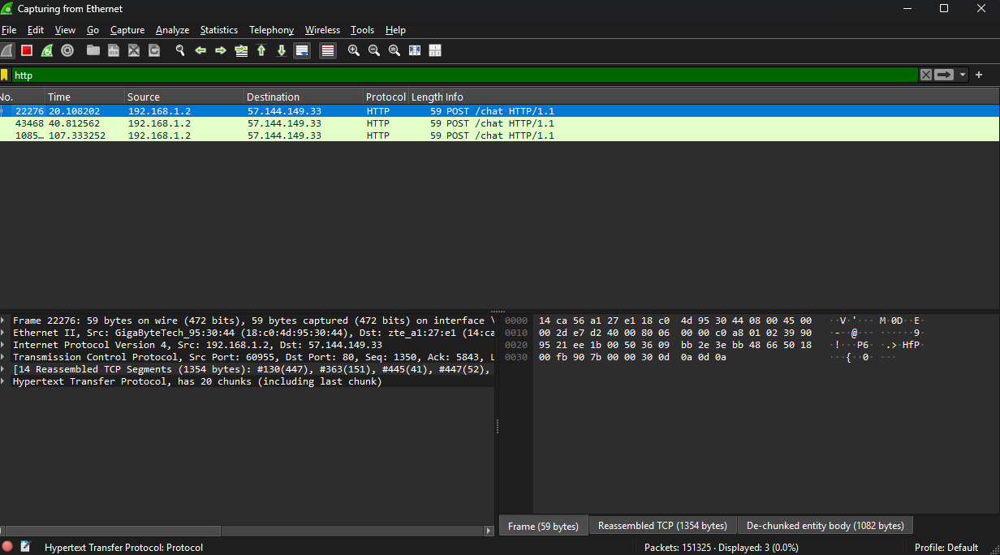 Capturing from Ethernet
File Edit View Go Capture Analyze Statistics Telephony Wireless Tools Help
http
No. Time Source Destination Protocol Length Info
22276 20.108202 192.168.1.2 57.144.149.33 HTTP 59 POST /chat HTTP/1.1
43468 40.812562 192.168.1.2 57.144.149.33 HTTP 59 POST /chat HTTP/1.1
1085… 107.333252 192.168.1.2 57.144.149.33 HTTP 59 POST /chat HTTP/1.1
Frame 22276: 59 bytes on wire (472 bits), 59 bytes captured (472 bits) on interface \
Ethernet II, Src: GigaByteTech_95:30:44 (18:c0:4d:95:30:44), Dst: zte_a1:27:e1 (14:ca
Internet Protocol Version 4, Src: 192.168.1.2, Dst: 57.144.149.33
Transmission Control Protocol, Src Port: 60955, Dst Port: 80, Seq: 1350, Ack: 5843, L
[14 Reassembled TCP Segments (1354 bytes): #130(447), #363(151), #445(41), #447(52),
Hypertext Transfer Protocol, has 20 chunks (including last chunk)
0000 14 ca 56 a1 27 e1 18 c0 4d 95 30 44 08 00 45 00 ··V·'··· M·0D··E·
0010 00 2d e7 d2 40 00 80 06 00 00 c0 a8 01 02 39 90 ·-··@··· ······9·
0020 95 21 ee 1b 00 50 36 09 bb 2e 3e bb 48 66 50 18 ·!···P6· ·.>·HfP·
0030 00 fb 90 7b 00 00 30 0d 0a 0d 0a ···{··0· ···
Frame (59 bytes) Reassembled TCP (1354 bytes) De-chunked entity body (1082 bytes)
Hypertext Transfer Protocol: Protocol Packets: 151325 · Displayed: 3 (0.0%) Profile: Default